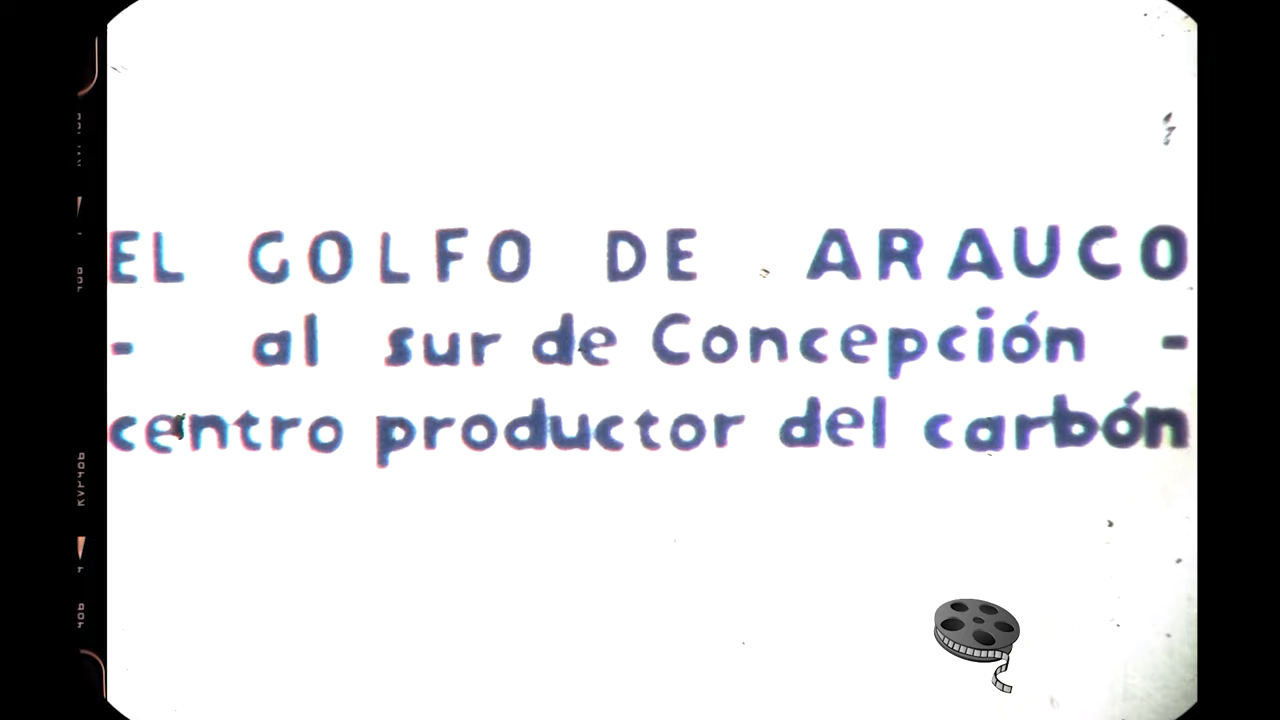 EL GOLFO DE ARAUCO
- al sur de Concepción -
centro productor del carbón